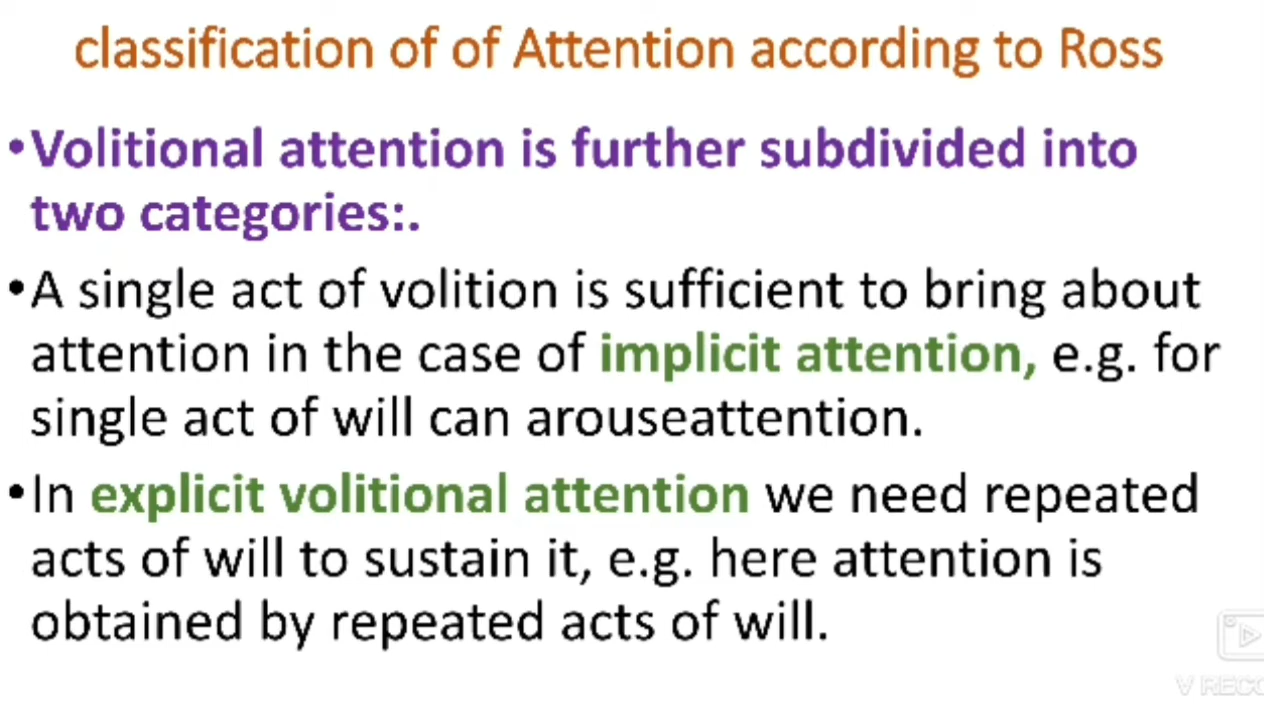 classification of of Attention according to Ross
•Volitional attention is further subdivided into
two categories:.
•A single act of volition is sufficient to bring about
attention in the case of implicit attention, e.g. for
single act of will can arouseattention.
•In explicit volitional attention we need repeated
acts of will to sustain it, e.g. here attention is
obtained by repeated acts of will.